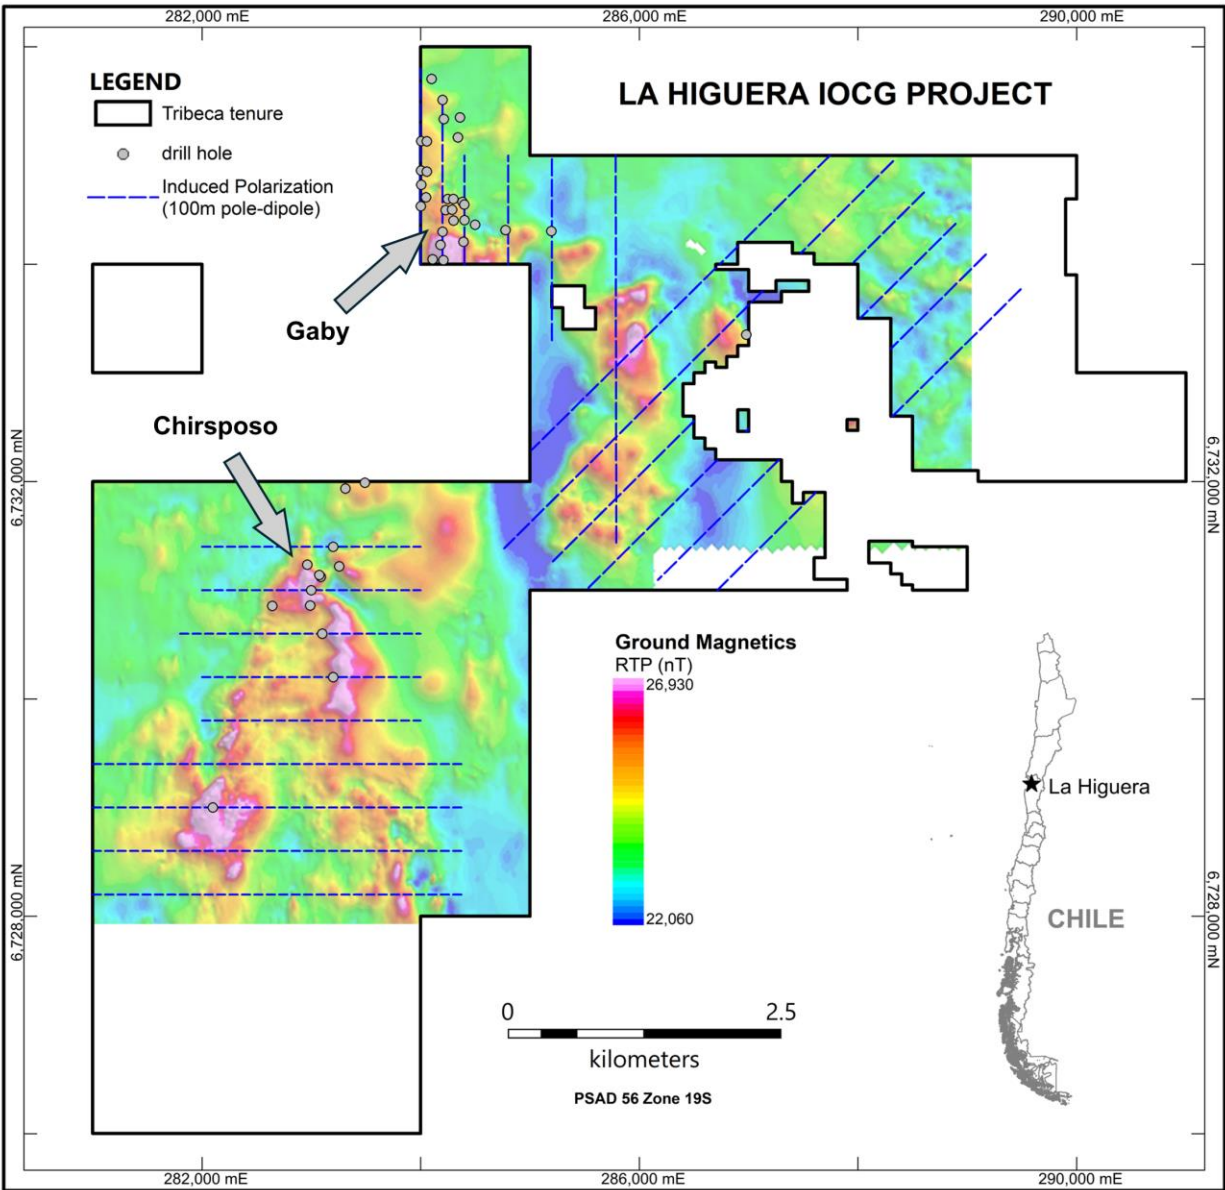 282,000 mE
286,000 mE
290,000 mE
LEGEND
Tribeca tenure
drill hole
Induced Polarization
(100m pole-dipole)
LA HIGUERA IOCG PROJECT
Gaby
Chirsposo
6,732,000 mN
6,732,000 mN
Ground Magnetics
RTP (nT)
26,930
22,060
La Higuera
CHILE
6,728,000 mN
6,728,000 mN
0 2.5
kilometers
PSAD 56 Zone 19S
282,000 mE
286,000 mE
290,000 mE